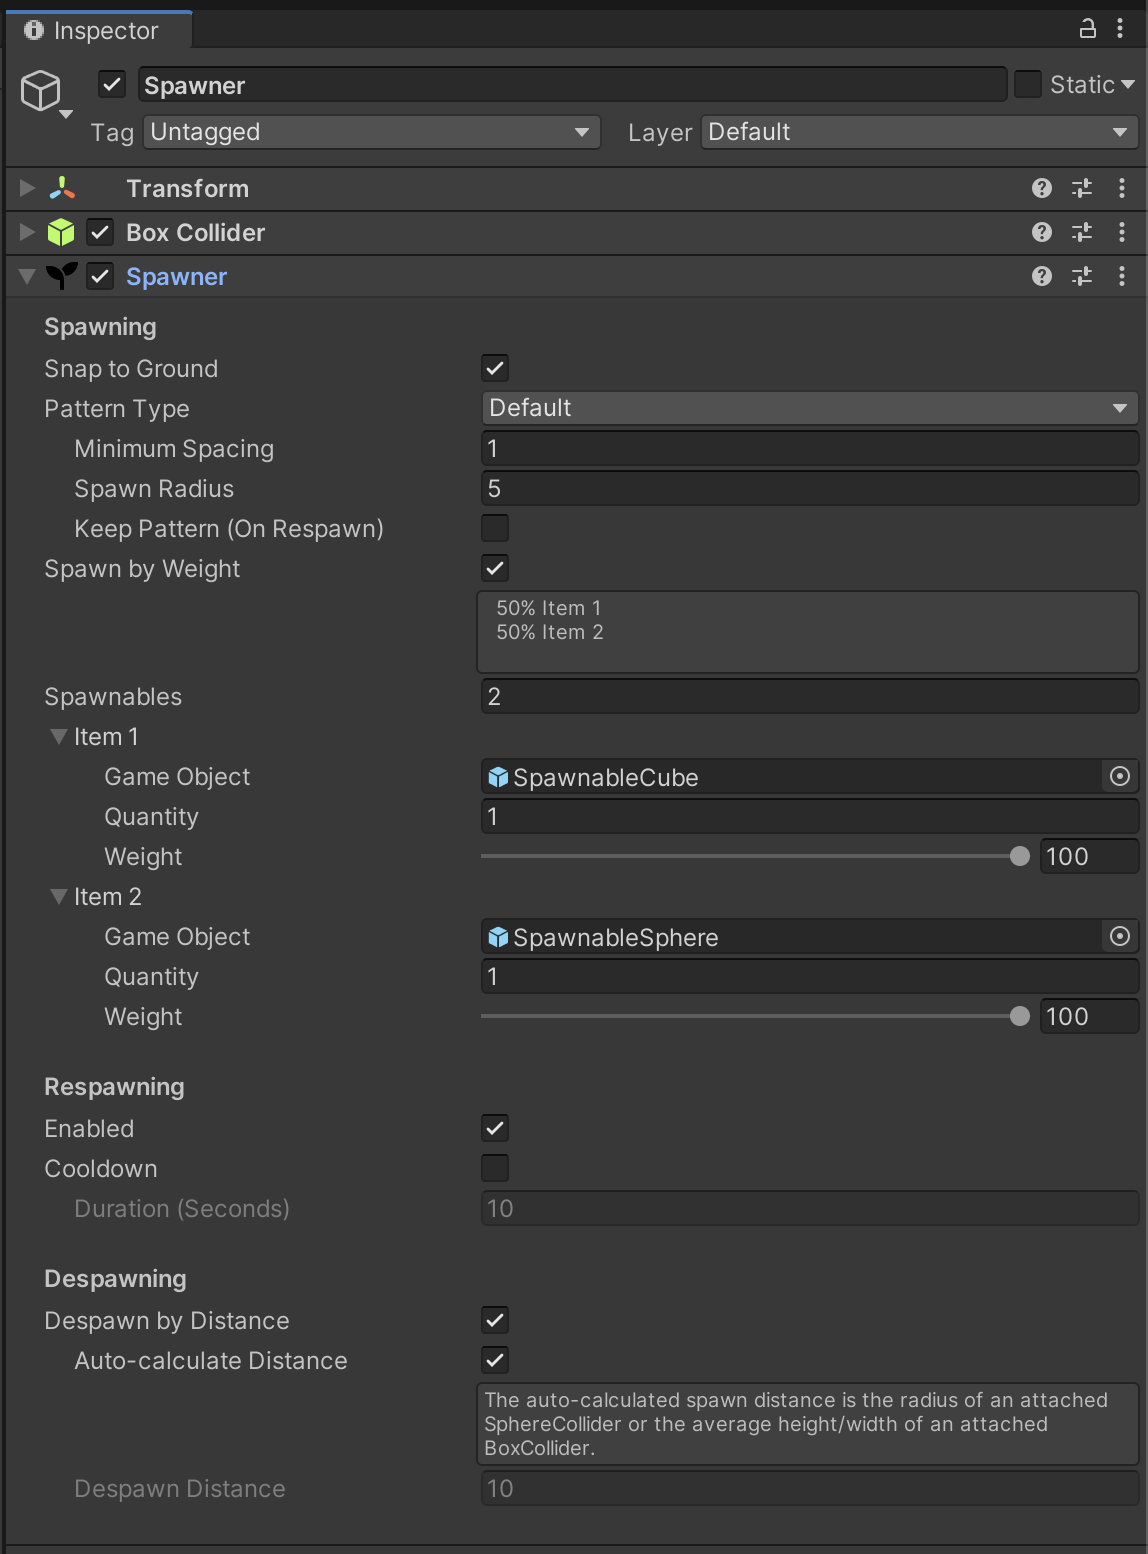 Inspector
Spawner Static
Tag Untagged Layer Default
Transform
Box Collider
Spawner
Spawning
Snap to Ground
Pattern Type Default
Minimum Spacing 1
Spawn Radius 5
Keep Pattern (On Respawn)
Spawn by Weight
50% Item 1
50% Item 2
Spawnables 2
Item 1
Game Object SpawnableCube
Quantity 1
Weight 100
Item 2
Game Object SpawnableSphere
Quantity 1
Weight 100
Respawning
Enabled
Cooldown
Duration (Seconds) 10
Despawning
Despawn by Distance
Auto-calculate Distance
The auto-calculated spawn distance is the radius of an attached
SphereCollider or the average height/width of an attached
BoxCollider.
Despawn Distance 10